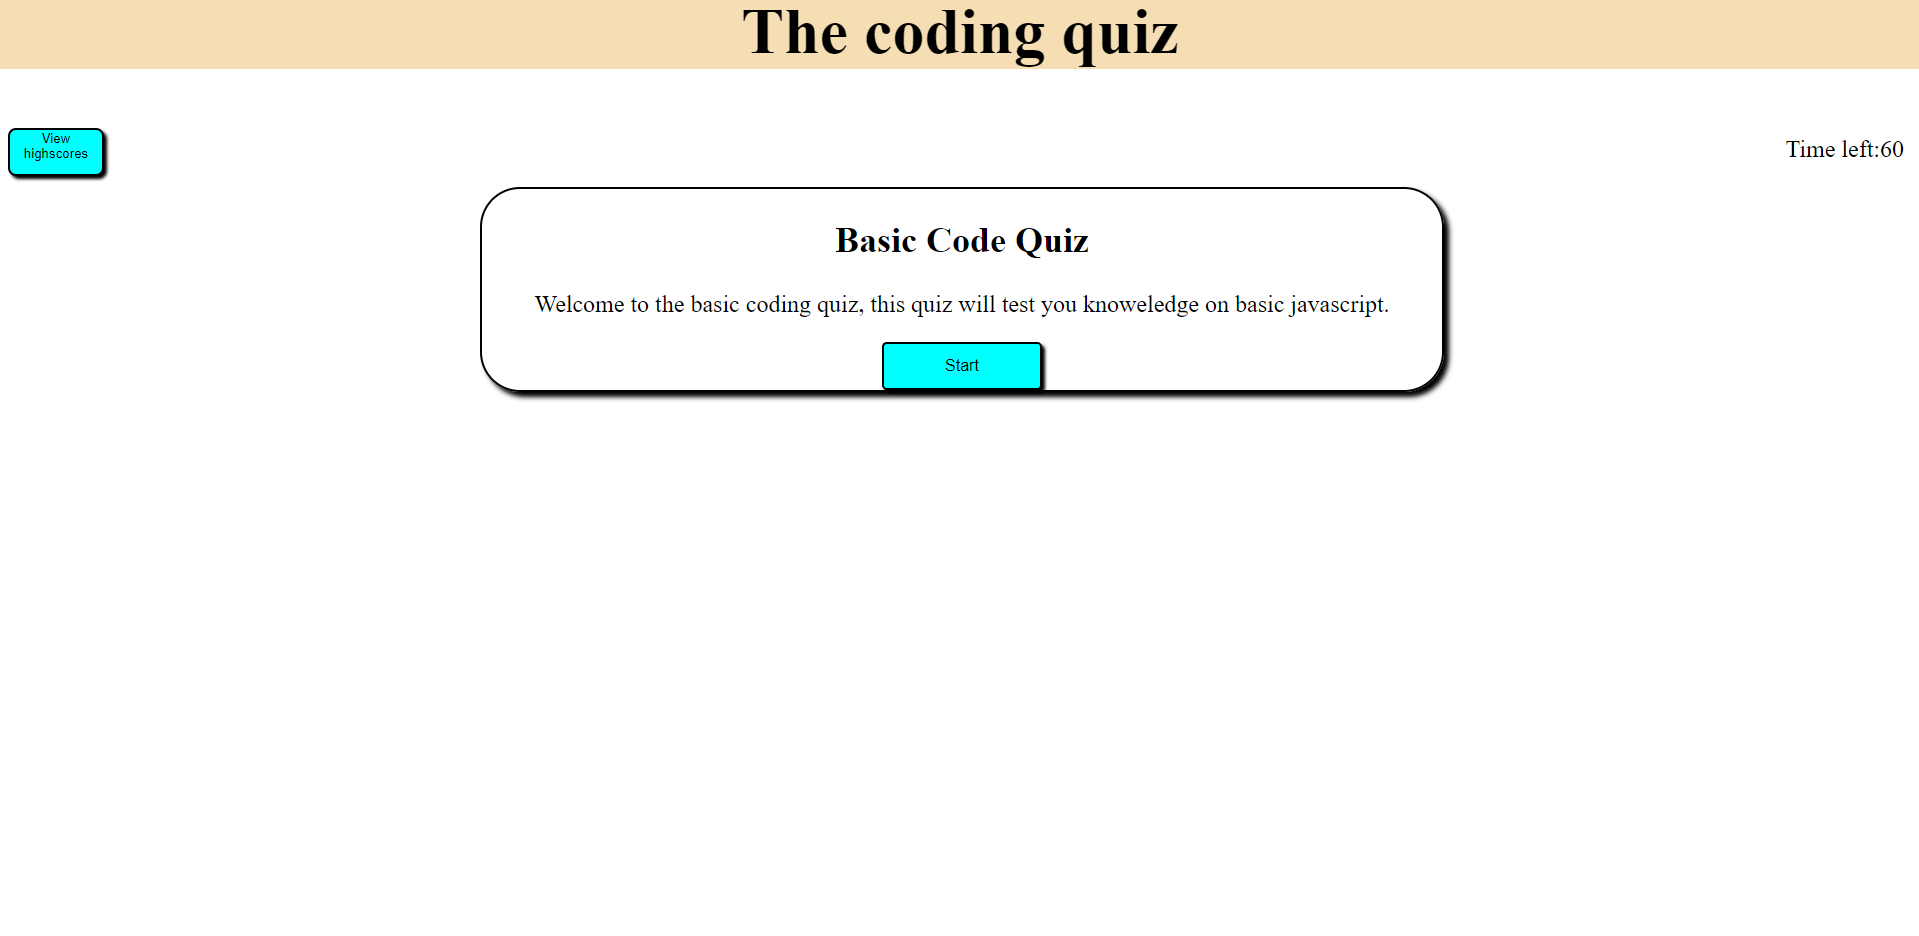 The coding quiz
View
highscores
Time left:60
Basic Code Quiz
Welcome to the basic coding quiz, this quiz will test you knoweledge on basic javascript.
Start